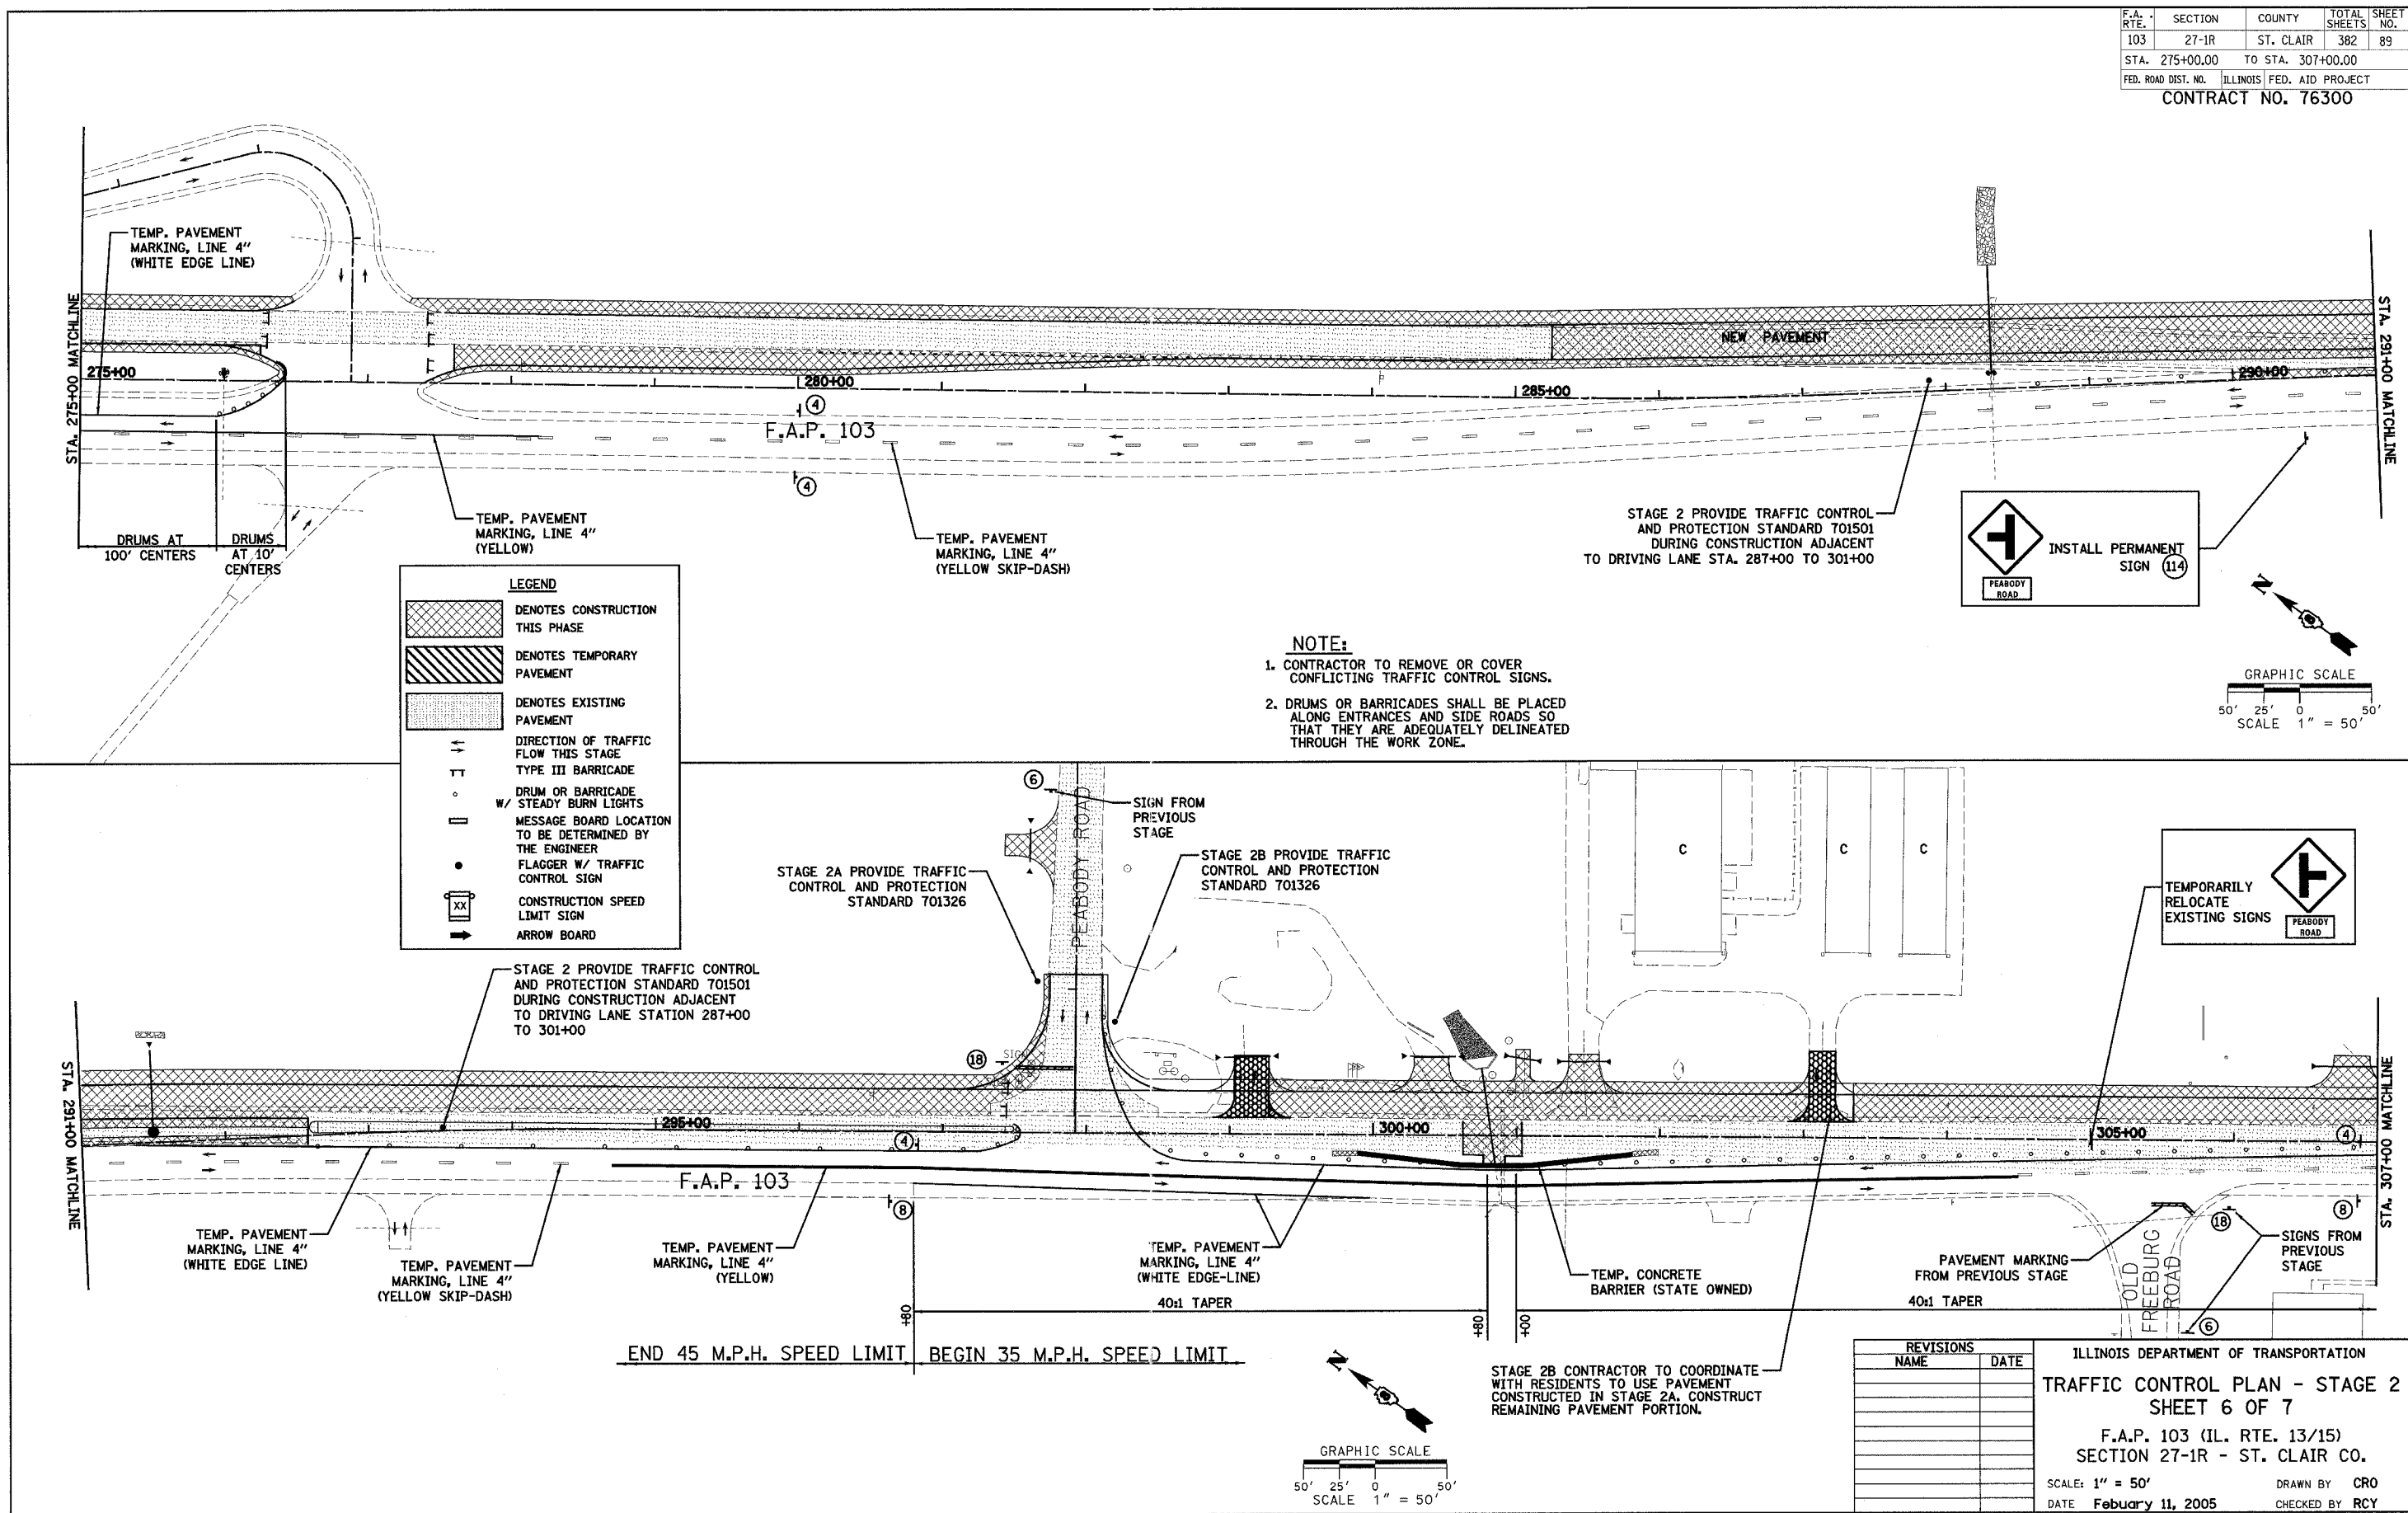 F.A. RTE. SECTION COUNTY TOTAL SHEETS SHEET NO.
103 27-1R ST. CLAIR 382 89
STA. 275+00.00 TO STA. 307+00.00
FED. ROAD DIST. NO. ILLINOIS FED. AID PROJECT
CONTRACT NO. 76300
TEMP. PAVEMENT
MARKING, LINE 4"
(WHITE EDGE LINE)
STA. 275+00 MATCHLINE
275+00
280+00
285+00
290+00
NEW PAVEMENT
STA. 291+00 MATCHLINE
4
F.A.P. 103
4
DRUMS AT
100' CENTERS
DRUMS
AT 10'
CENTERS
TEMP. PAVEMENT
MARKING, LINE 4"
(YELLOW)
TEMP. PAVEMENT
MARKING, LINE 4"
(YELLOW SKIP-DASH)
STAGE 2 PROVIDE TRAFFIC CONTROL
AND PROTECTION STANDARD 701501
DURING CONSTRUCTION ADJACENT
TO DRIVING LANE STA. 287+00 TO 301+00
PEABODY
ROAD
INSTALL PERMANENT
SIGN 114
N
GRAPHIC SCALE
50' 25' 0 50'
SCALE 1" = 50'
LEGEND
DENOTES CONSTRUCTION
THIS PHASE
DENOTES TEMPORARY
PAVEMENT
DENOTES EXISTING
PAVEMENT
DIRECTION OF TRAFFIC
FLOW THIS STAGE
TYPE III BARRICADE
DRUM OR BARRICADE
W/ STEADY BURN LIGHTS
MESSAGE BOARD LOCATION
TO BE DETERMINED BY
THE ENGINEER
FLAGGER W/ TRAFFIC
CONTROL SIGN
XX
CONSTRUCTION SPEED
LIMIT SIGN
ARROW BOARD
NOTE:
1. CONTRACTOR TO REMOVE OR COVER
CONFLICTING TRAFFIC CONTROL SIGNS.
2. DRUMS OR BARRICADES SHALL BE PLACED
ALONG ENTRANCES AND SIDE ROADS SO
THAT THEY ARE ADEQUATELY DELINEATED
THROUGH THE WORK ZONE.
6
SIGN FROM
PREVIOUS
STAGE
PEABODY ROAD
STAGE 2A PROVIDE TRAFFIC
CONTROL AND PROTECTION
STANDARD 701326
STAGE 2B PROVIDE TRAFFIC
CONTROL AND PROTECTION
STANDARD 701326
C
C
C
TEMPORARILY
RELOCATE
EXISTING SIGNS
PEABODY
ROAD
STAGE 2 PROVIDE TRAFFIC CONTROL
AND PROTECTION STANDARD 701501
DURING CONSTRUCTION ADJACENT
TO DRIVING LANE STATION 287+00
TO 301+00
18
STA. 291+00 MATCHLINE
295+00
300+00
305+00
4
4
F.A.P. 103
8
8
STA. 307+00 MATCHLINE
TEMP. PAVEMENT
MARKING, LINE 4"
(WHITE EDGE LINE)
TEMP. PAVEMENT
MARKING, LINE 4"
(YELLOW SKIP-DASH)
TEMP. PAVEMENT
MARKING, LINE 4"
(YELLOW)
TEMP. PAVEMENT
MARKING, LINE 4"
(WHITE EDGE-LINE)
TEMP. CONCRETE
BARRIER (STATE OWNED)
PAVEMENT MARKING
FROM PREVIOUS STAGE
OLD
FREEBURG
ROAD
18
SIGNS FROM
PREVIOUS
STAGE
6
+80
40:1 TAPER
+80
+00
40:1 TAPER
END 45 M.P.H. SPEED LIMIT
BEGIN 35 M.P.H. SPEED LIMIT
STAGE 2B CONTRACTOR TO COORDINATE
WITH RESIDENTS TO USE PAVEMENT
CONSTRUCTED IN STAGE 2A. CONSTRUCT
REMAINING PAVEMENT PORTION.
N
GRAPHIC SCALE
50' 25' 0 50'
SCALE 1" = 50'
REVISIONS
NAME DATE
ILLINOIS DEPARTMENT OF TRANSPORTATION
TRAFFIC CONTROL PLAN - STAGE 2
SHEET 6 OF 7
F.A.P. 103 (IL. RTE. 13/15)
SECTION 27-1R - ST. CLAIR CO.
SCALE: 1" = 50' DRAWN BY CRO
DATE Febuary 11, 2005 CHECKED BY RCY